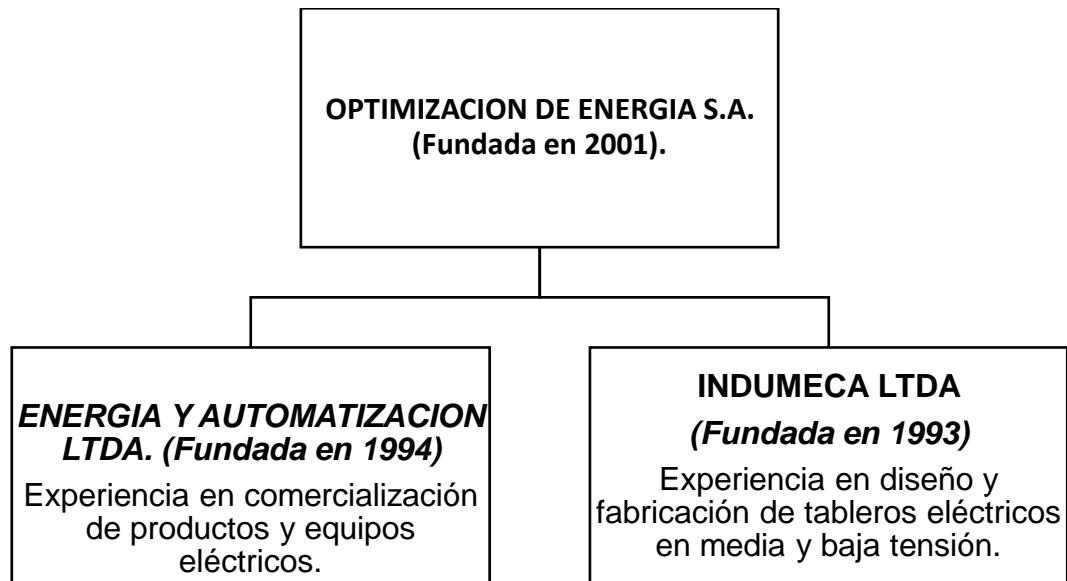 OPTIMIZACION DE ENERGIA S.A.
(Fundada en 2001).
ENERGIA Y AUTOMATIZACION
LTDA. (Fundada en 1994)
Experiencia en comercialización
de productos y equipos
eléctricos.
INDUMECA LTDA
(Fundada en 1993)
Experiencia en diseño y
fabricación de tableros eléctricos
en media y baja tensión.